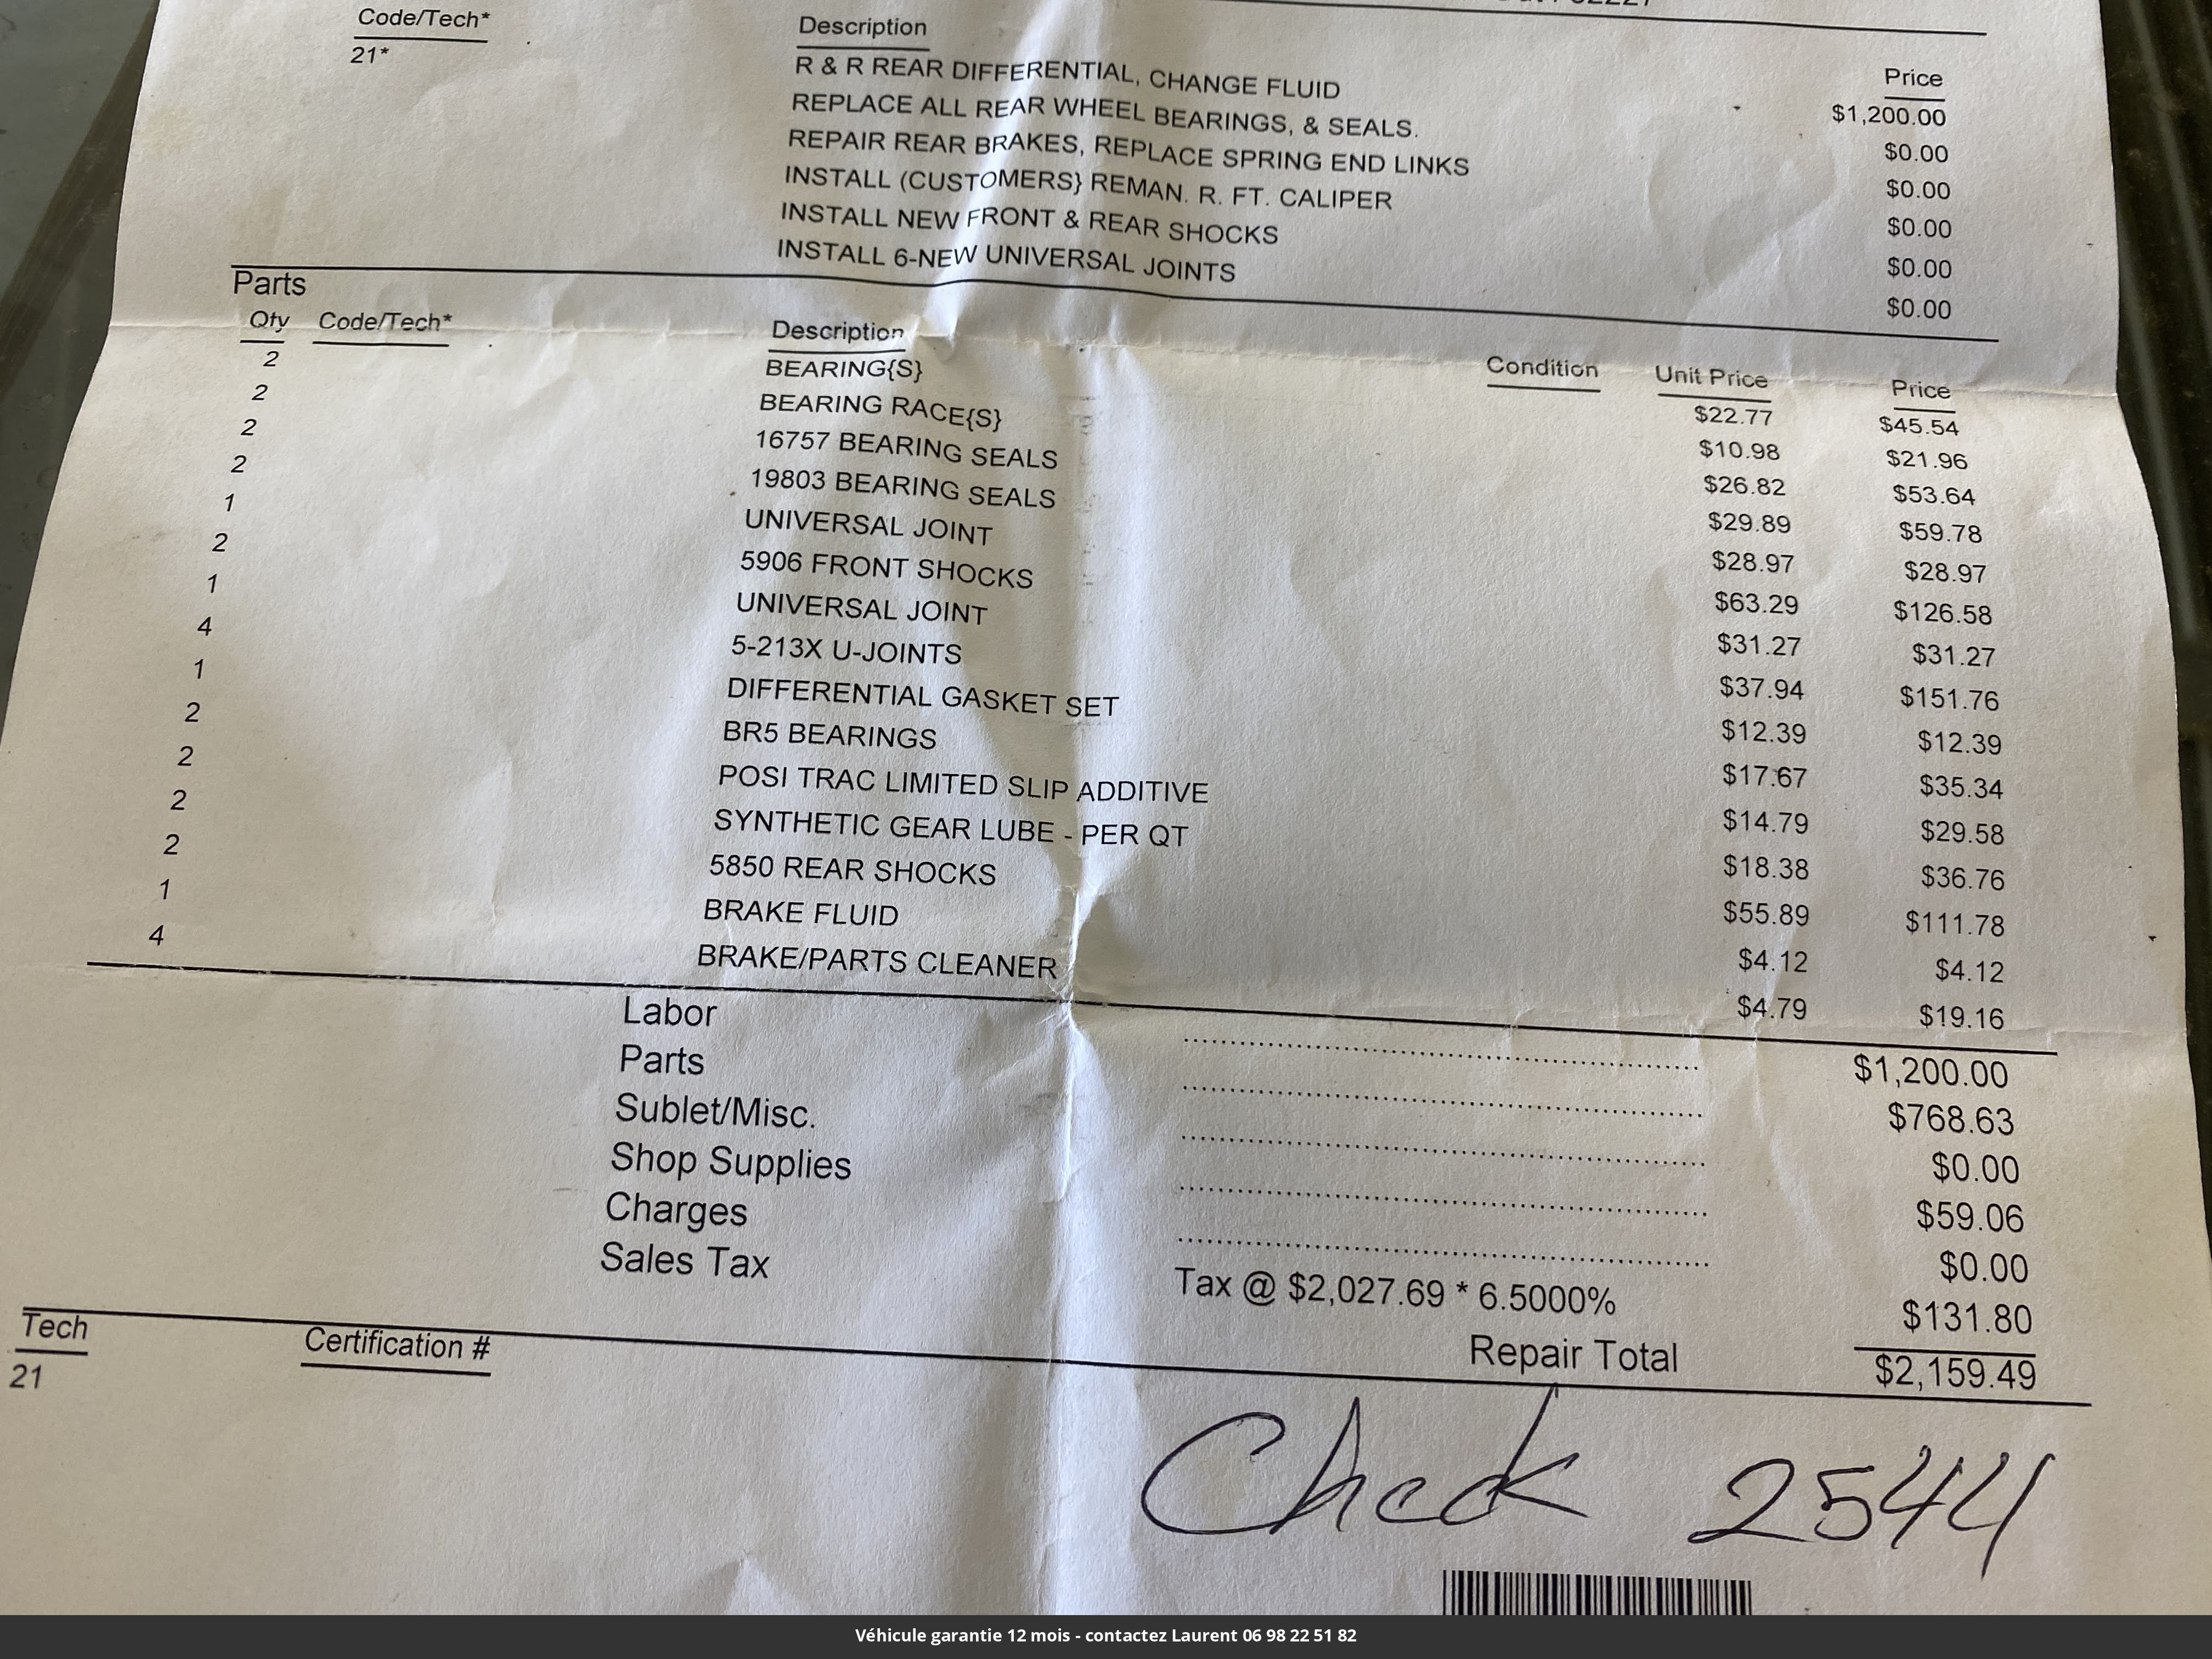 Code/Tech* Description Price
21* R & R REAR DIFFERENTIAL, CHANGE FLUID $1,200.00
REPLACE ALL REAR WHEEL BEARINGS, & SEALS. $0.00
REPAIR REAR BRAKES, REPLACE SPRING END LINKS $0.00
INSTALL (CUSTOMERS} REMAN. R. FT. CALIPER $0.00
INSTALL NEW FRONT & REAR SHOCKS $0.00
INSTALL 6-NEW UNIVERSAL JOINTS $0.00
Parts
Qty Code/Tech* Description Condition Unit Price Price
2 BEARING{S} $22.77 $45.54
2 BEARING RACE{S} $10.98 $21.96
2 16757 BEARING SEALS $26.82 $53.64
2 19803 BEARING SEALS $29.89 $59.78
1 UNIVERSAL JOINT $28.97 $28.97
2 5906 FRONT SHOCKS $63.29 $126.58
1 UNIVERSAL JOINT $31.27 $31.27
4 5-213X U-JOINTS $37.94 $151.76
1 DIFFERENTIAL GASKET SET $12.39 $12.39
2 BR5 BEARINGS $17.67 $35.34
2 POSI TRAC LIMITED SLIP ADDITIVE $14.79 $29.58
2 SYNTHETIC GEAR LUBE - PER QT $18.38 $36.76
2 5850 REAR SHOCKS $55.89 $111.78
1 BRAKE FLUID $4.12 $4.12
4 BRAKE/PARTS CLEANER $4.79 $19.16
Labor $1,200.00
Parts $768.63
Sublet/Misc. $0.00
Shop Supplies $59.06
Charges $0.00
Sales Tax Tax @ $2,027.69 * 6.5000% $131.80
Repair Total $2,159.49
Tech Certification #
21
Check 2544
Véhicule garantie 12 mois - contactez Laurent 06 98 22 51 82